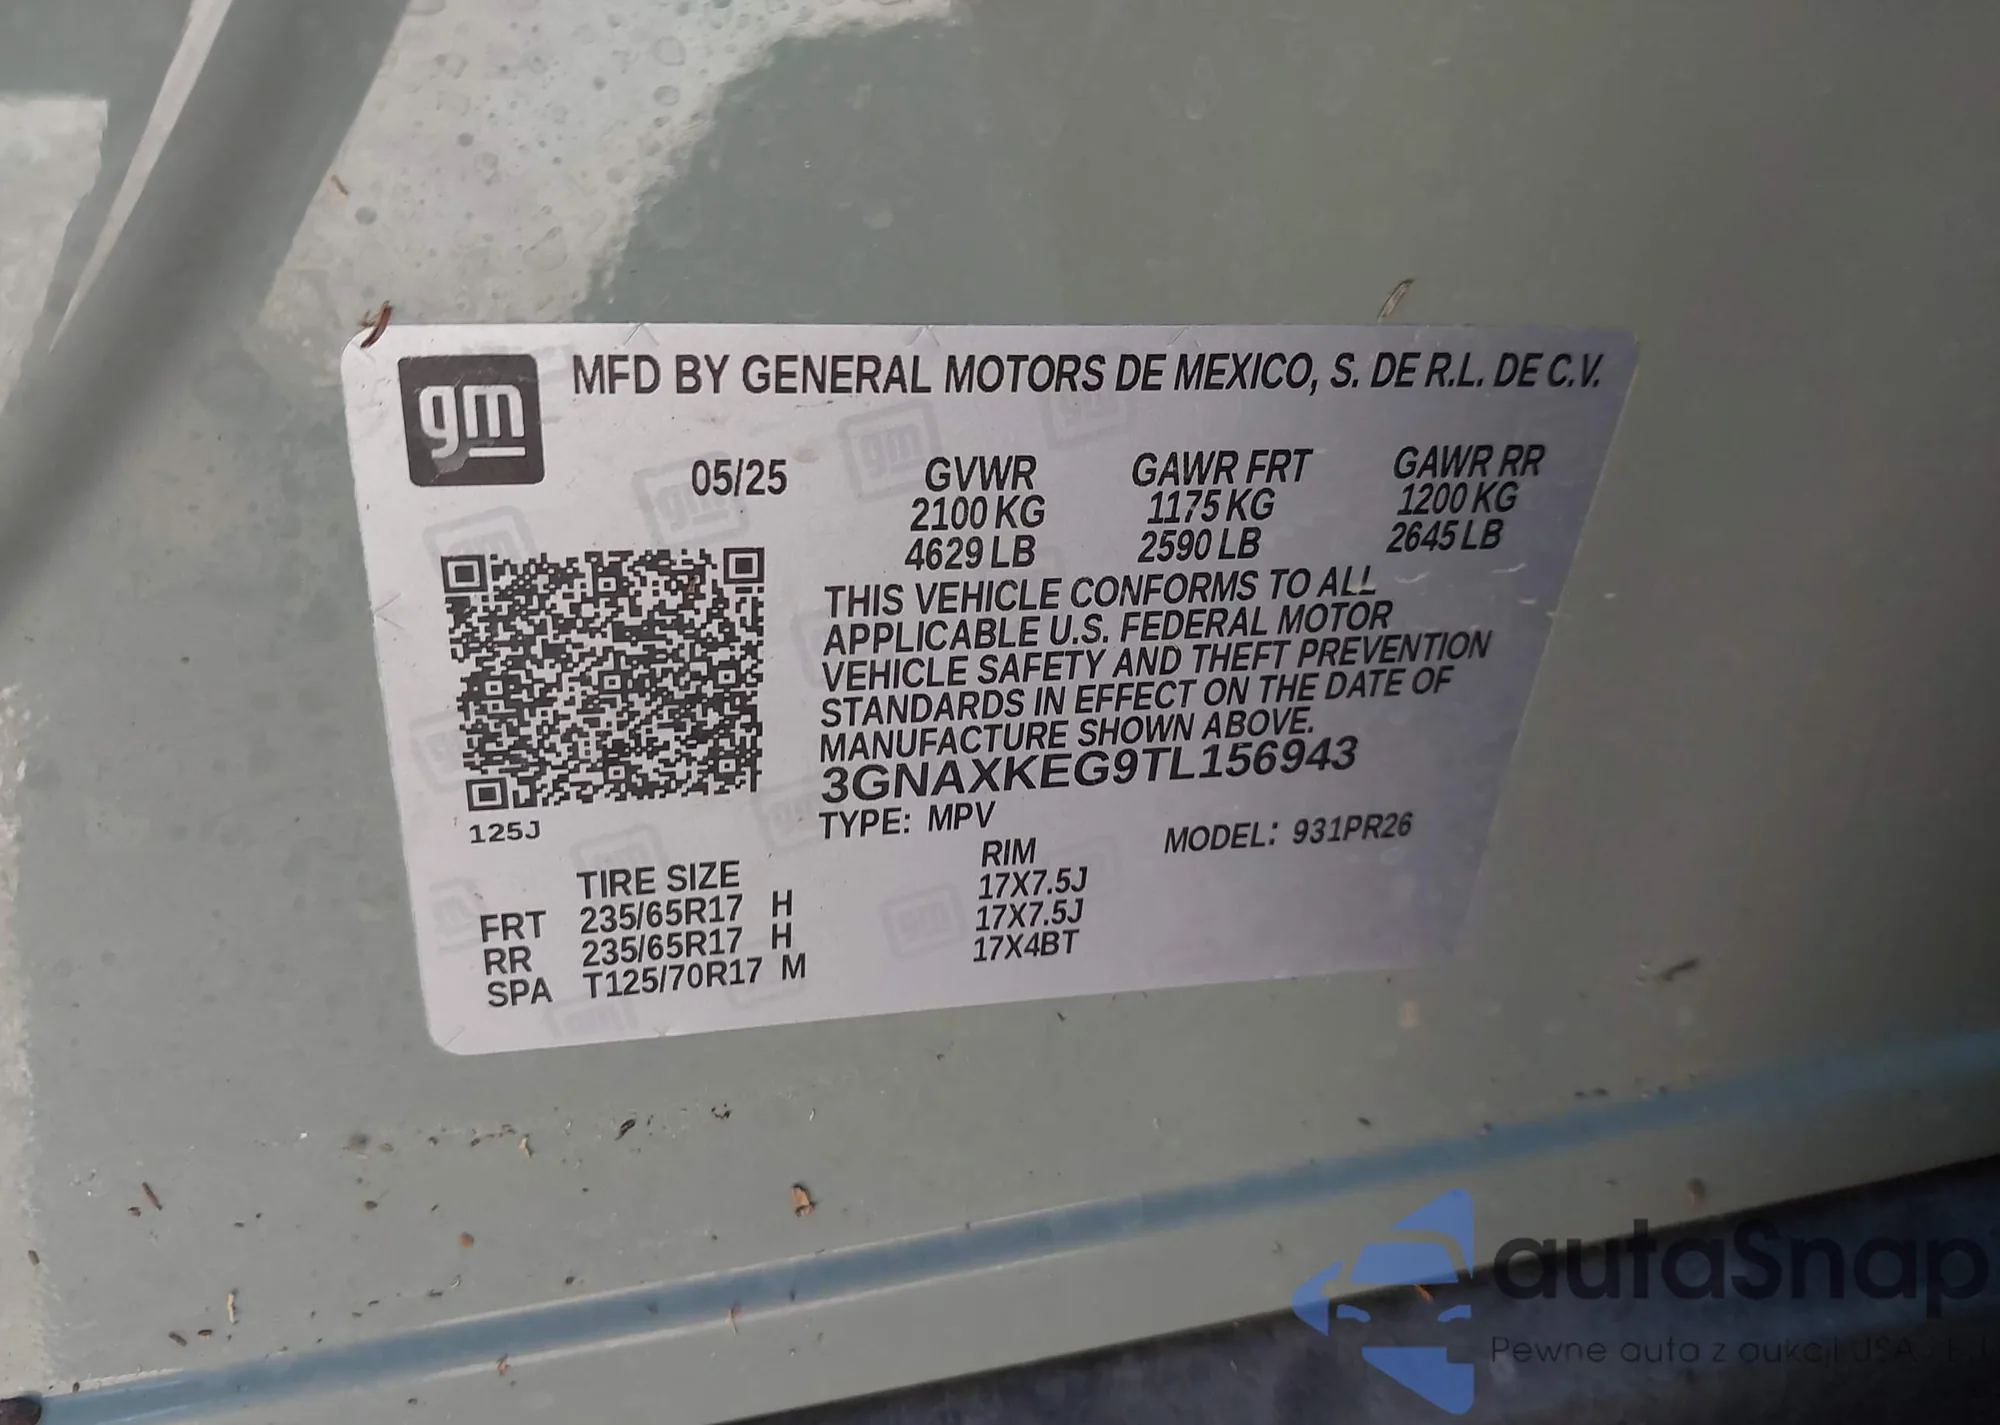 gm
MFD BY GENERAL MOTORS DE MEXICO, S. DE R.L. DE C.V.
05/25
GVWR GAWR FRT GAWR RR
2100 KG 1175 KG 1200 KG
4629 LB 2590 LB 2645 LB
THIS VEHICLE CONFORMS TO ALL
APPLICABLE U.S. FEDERAL MOTOR
VEHICLE SAFETY AND THEFT PREVENTION
STANDARDS IN EFFECT ON THE DATE OF
MANUFACTURE SHOWN ABOVE.
3GNAXKEG9TL156943
125J
TYPE: MPV MODEL: 931PR26
TIRE SIZE RIM
FRT 235/65R17 H 17X7.5J
RR 235/65R17 H 17X7.5J
SPA T125/70R17 M 17X4BT
autaSnap
Pewne auta z aukcji USA